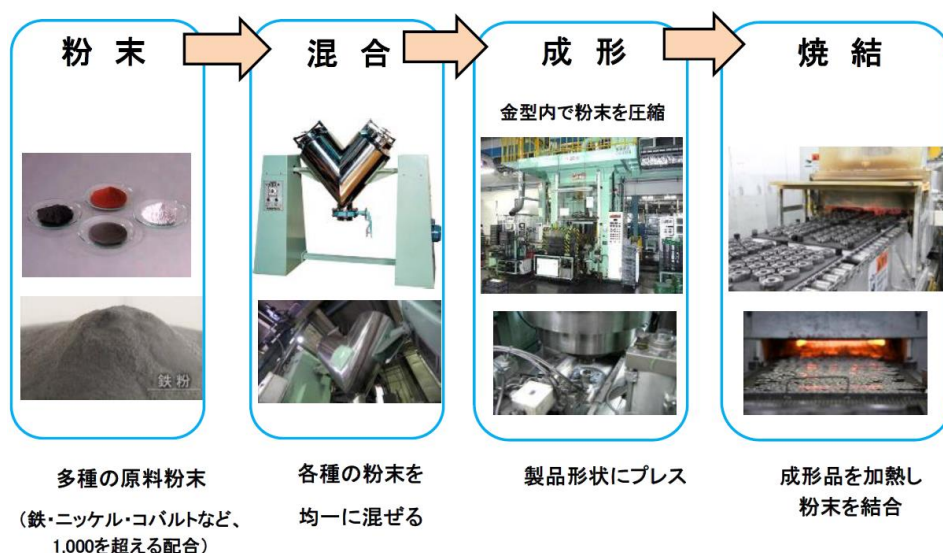 粉 末
混 合
成 形
焼 結
金型内で粉末を圧縮
鉄 粉
多種の原料粉末
(鉄・ニッケル・コバルトなど、
1,000を超える配合)
各種の粉末を
均一に混ぜる
製品形状にプレス
成形品を加熱し
粉末を結合